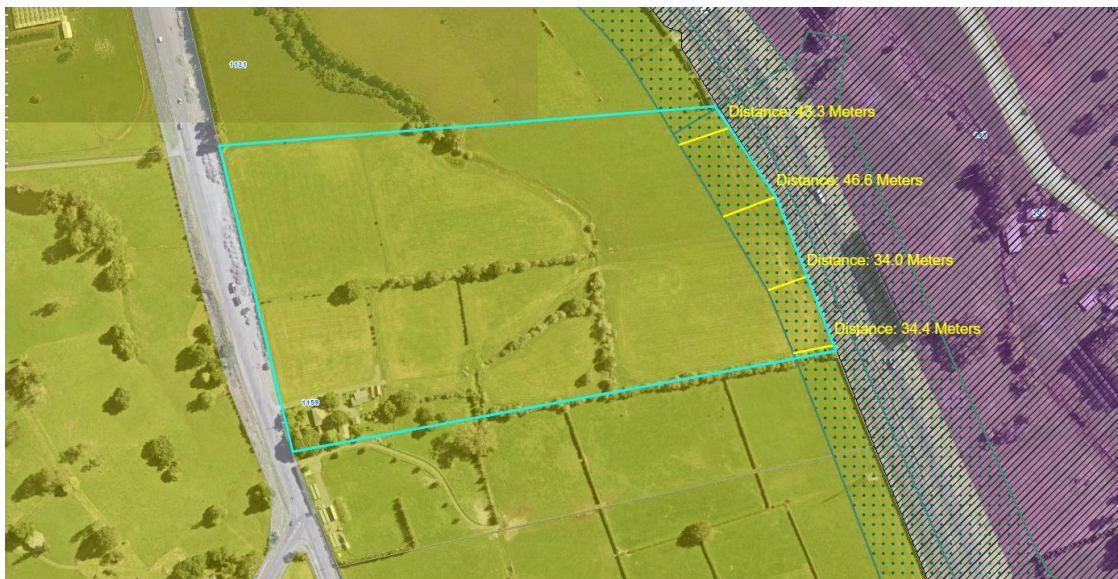 1131
Distance: 43.3 Meters
Distance: 46.6 Meters
Distance: 34.0 Meters
Distance: 34.4 Meters
1159